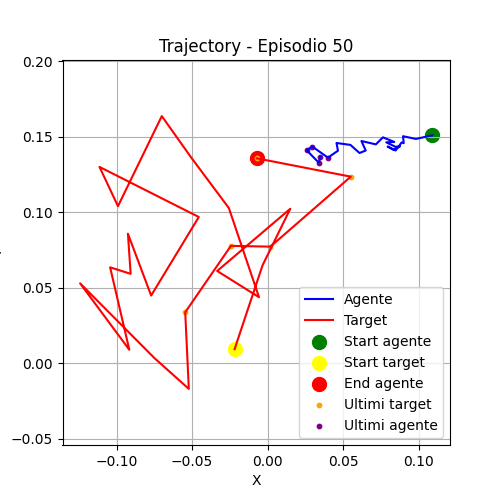 Trajectory - Episodio 50
0.20
0.15
0.10
0.05
0.00
−0.05
−0.10
−0.05
0.00
0.05
0.10
X
Agente
Target
Start agente
Start target
End agente
Ultimi target
Ultimi agente